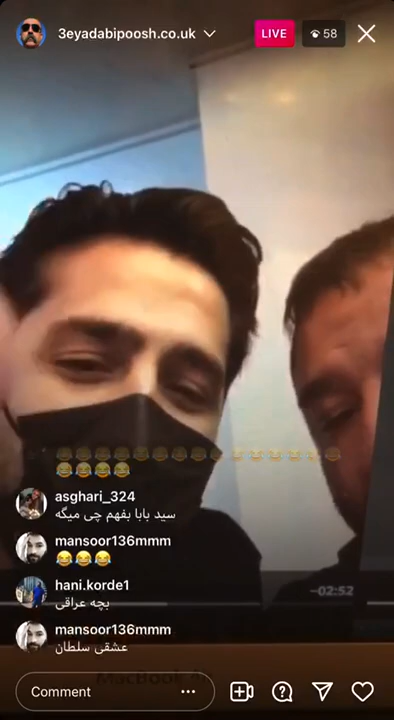 3eyadabipoosh.co.uk
LIVE
58
asghari_324
سید بابا بفهم چی میگه
mansoor136mmm
😂😂😂
hani.korde1
بچه عراقی
-02:52
mansoor136mmm
عشقی سلطان
MacBook
Comment